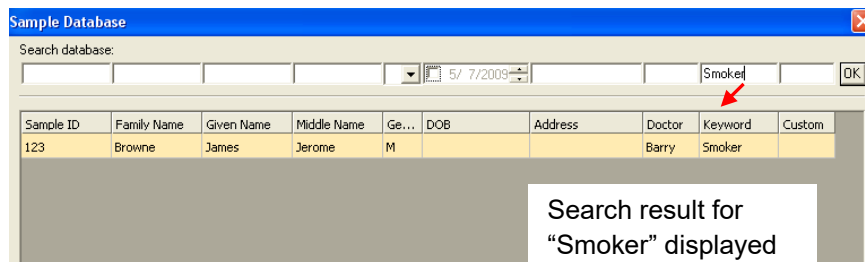 Sample Database
Search database:
5/ 7/2009 Smoker OK
Sample ID Family Name Given Name Middle Name Ge... DOB Address Doctor Keyword Custom
123 Browne James Jerome M Barry Smoker
Search result for
“Smoker” displayed